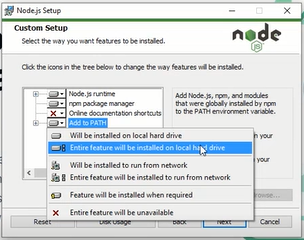 Node.js Setup
Custom Setup
Select the way you want features to be installed.
node
JS
Click the icons in the tree below to change the way features will be installed.
Node.js runtime
npm package manager
Online documentation shortcuts
Add to PATH
Add Node.js, npm, and modules
that were globally installed by npm
to the PATH environment variable.
Will be installed on local hard drive
Entire feature will be installed on local hard drive
Will be installed to run from network
Entire feature will be installed to run from network
Feature will be installed when required
Entire feature will be unavailable
Browse...
Reset
Disk Usage
Back
Next
Cancel